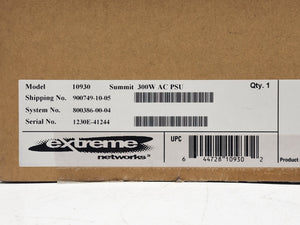 Model 10930 Summit 300W AC PSU Qty. 1
Shipping No. 900749-10-05
System No. 800386-00-04
Serial No. 1230E-41244
extreme
networks
UPC
6 44728 10930 2
Product